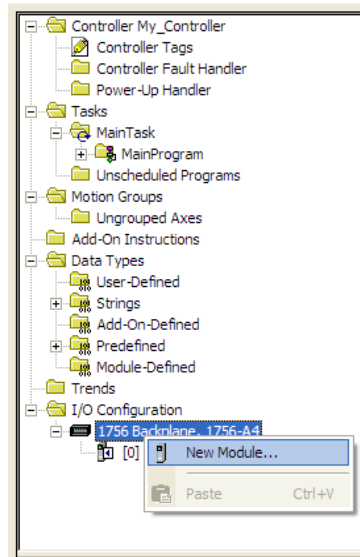 Controller My_Controller
Controller Tags
Controller Fault Handler
Power-Up Handler
Tasks
MainTask
MainProgram
Unscheduled Programs
Motion Groups
Ungrouped Axes
Add-On Instructions
Data Types
User-Defined
Strings
Add-On-Defined
Predefined
Module-Defined
Trends
I/O Configuration
1756 Backplane, 1756-A4
[0] New Module...
Paste Ctrl+V